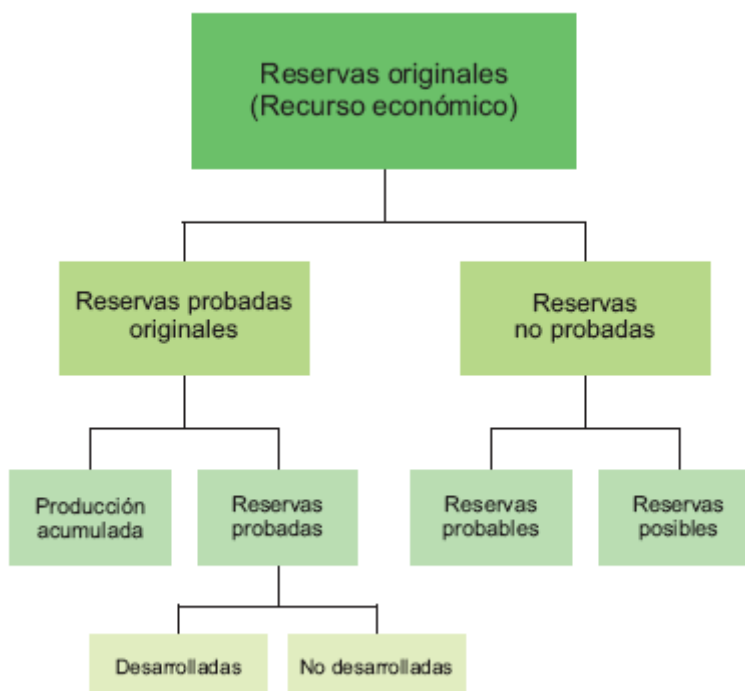 Reservas originales
(Recurso económico)
Reservas probadas
originales
Reservas
no probadas
Producción
acumulada
Reservas
probadas
Reservas
probables
Reservas
posibles
Desarrolladas
No desarrolladas